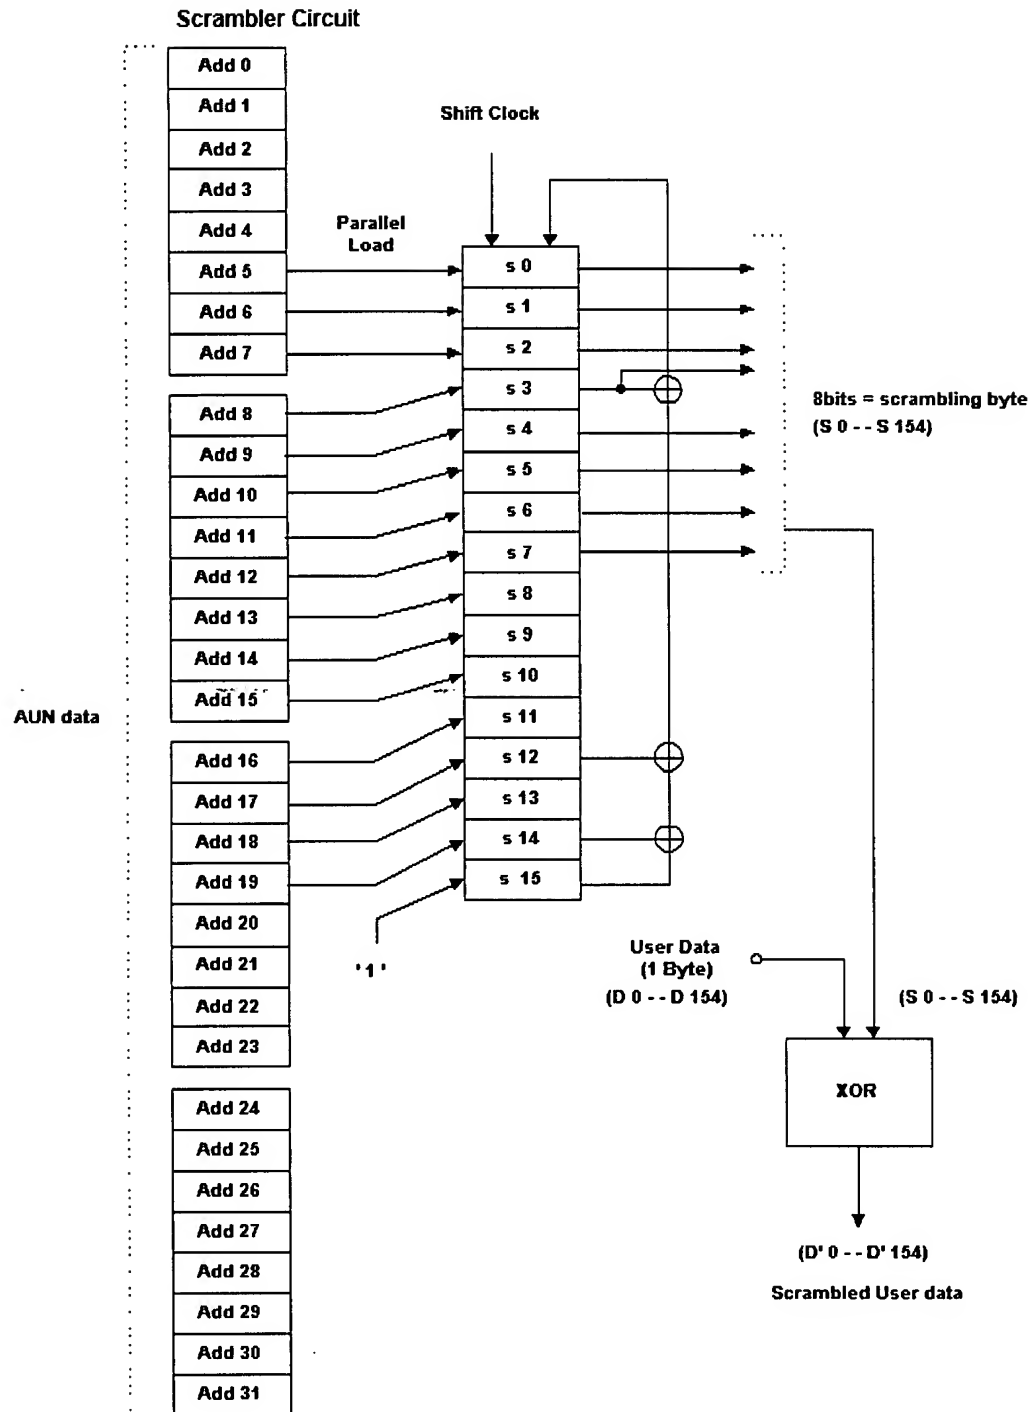 Scrambler Circuit
Add 0
Add 1
Add 2
Add 3
Add 4
Add 5
Add 6
Add 7
Add 8
Add 9
Add 10
Add 11
Add 12
Add 13
Add 14
Add 15
Add 16
Add 17
Add 18
Add 19
Add 20
Add 21
Add 22
Add 23
Add 24
Add 25
Add 26
Add 27
Add 28
Add 29
Add 30
Add 31
AUN data
Parallel
Load
Shift Clock
s 0
s 1
s 2
s 3
s 4
s 5
s 6
s 7
s 8
s 9
s 10
s 11
s 12
s 13
s 14
s 15
'1'
8bits = scrambling byte
(S 0 - - S 154)
User Data
(1 Byte)
(D 0 - - D 154)
(S 0 - - S 154)
XOR
(D' 0 - - D' 154)
Scrambled User data